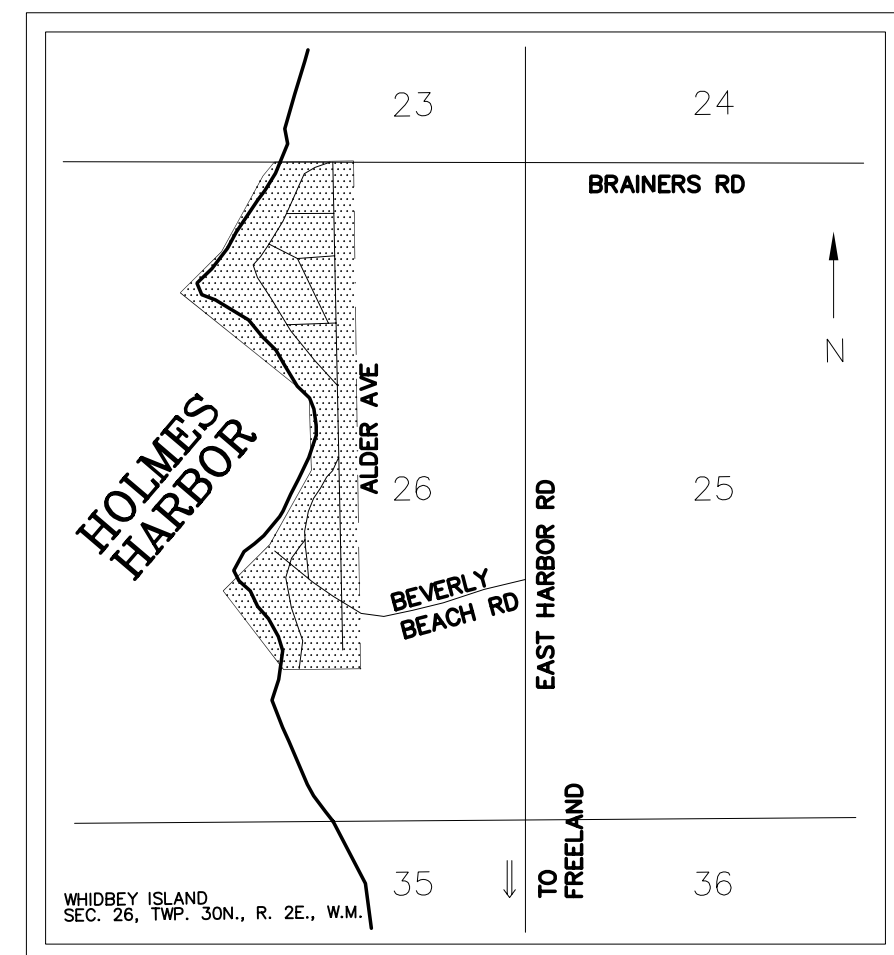 23
24
BRAINERS RD
N
ALDER AVE
HOLMES
HARBOR
26
25
EAST HARBOR RD
BEVERLY
BEACH RD
TO
FREELAND
35
36
WHIDBEY ISLAND
SEC. 26, TWP. 30N., R. 2E., W.M.